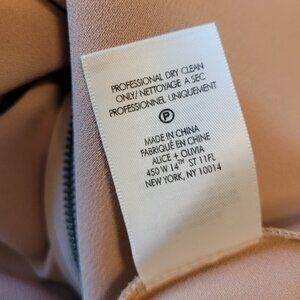 PROFESSIONAL DRY CLEAN
ONLY/ NETTOYAGE A SEC
PROFESSIONNEL UNIQUEMENT
P
MADE IN CHINA
FABRIQUÉ EN CHINE
ALICE + OLIVIA
450 W 14TH ST 11FL
NEW YORK, NY 10014